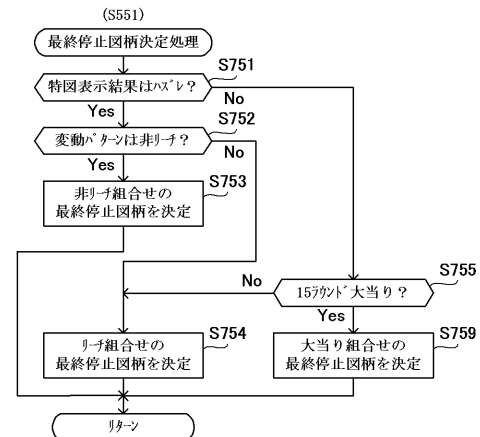 (S551)
最終停止図柄決定処理
S751
特図表示結果はハズレ？
Yes
No
S752
変動パターンは非リーチ？
Yes
No
S753
非リーチ組合せの
最終停止図柄を決定
S755
No
15ラウンド大当り？
Yes
S754
リーチ組合せの
最終停止図柄を決定
S759
大当り組合せの
最終停止図柄を決定
リターン